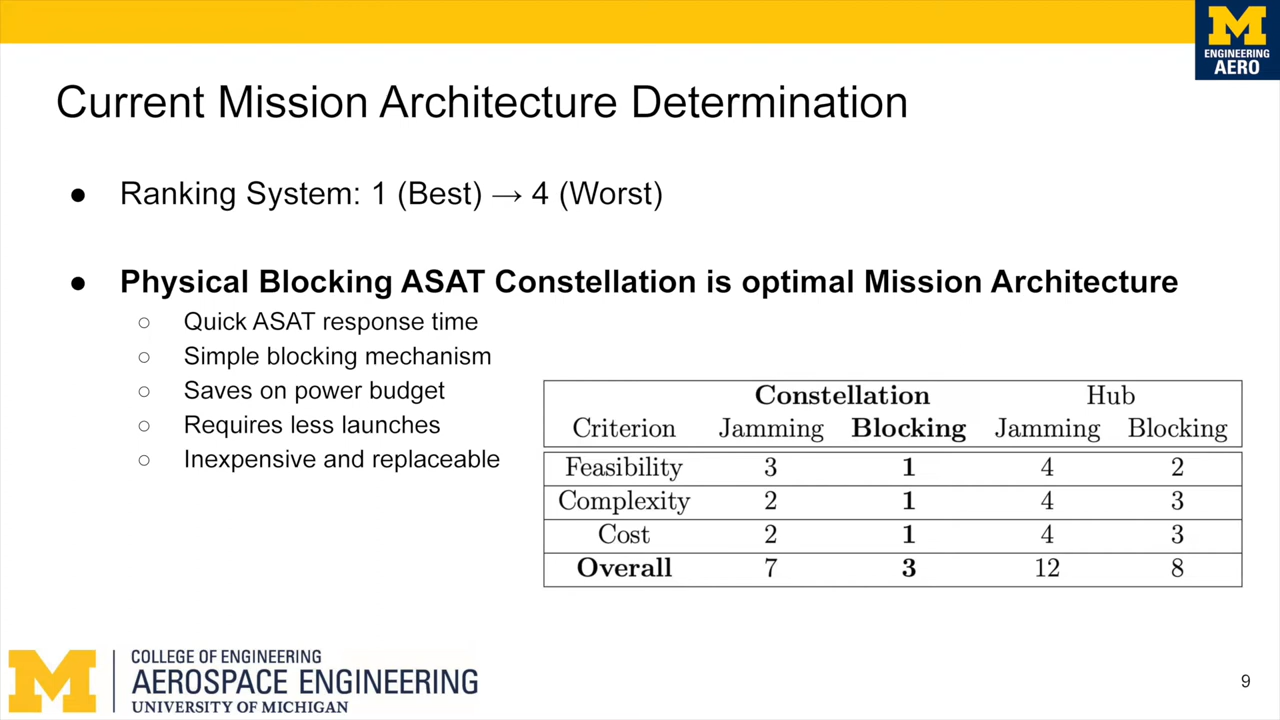 M
ENGINEERING
AERO
Current Mission Architecture Determination
● Ranking System: 1 (Best) → 4 (Worst)
● Physical Blocking ASAT Constellation is optimal Mission Architecture
○ Quick ASAT response time
○ Simple blocking mechanism
○ Saves on power budget
○ Requires less launches
○ Inexpensive and replaceable
Constellation Hub
Criterion Jamming Blocking Jamming Blocking
Feasibility 3 1 4 2
Complexity 2 1 4 3
Cost 2 1 4 3
Overall 7 3 12 8
M
COLLEGE OF ENGINEERING
AEROSPACE ENGINEERING
UNIVERSITY OF MICHIGAN
9